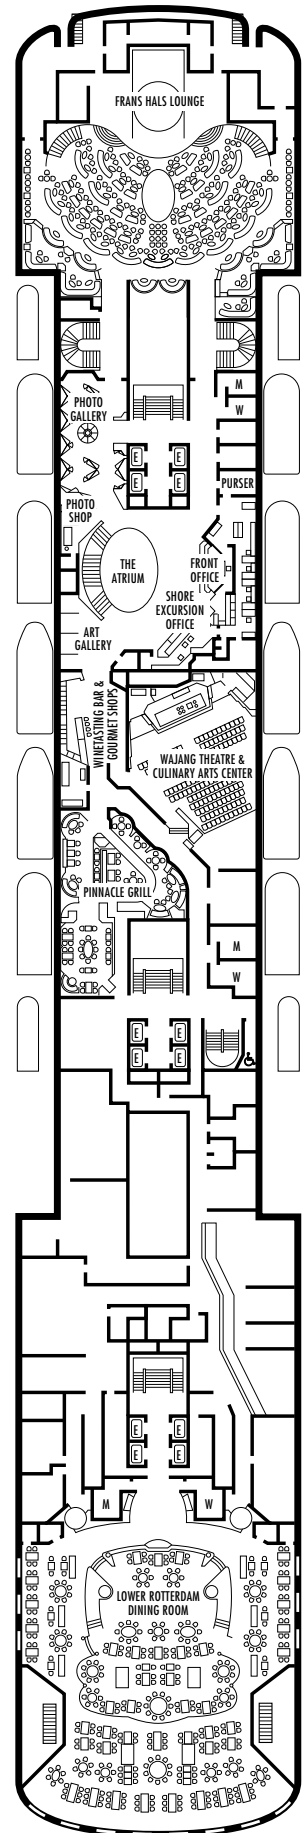 FRANS HALS LOUNGE
M
W
PHOTO
GALLERY
E E
E E
PURSER
PHOTO
SHOP
THE
ATRIUM
FRONT
OFFICE
SHORE
EXCURSION
OFFICE
ART
GALLERY
WINETASTING BAR &
GOURMET SHOPS
WAJANG THEATRE &
CULINARY ARTS CENTER
PINNACLE GRILL
M
W
E E
E E
E E
E E
M W
LOWER ROTTERDAM
DINING ROOM